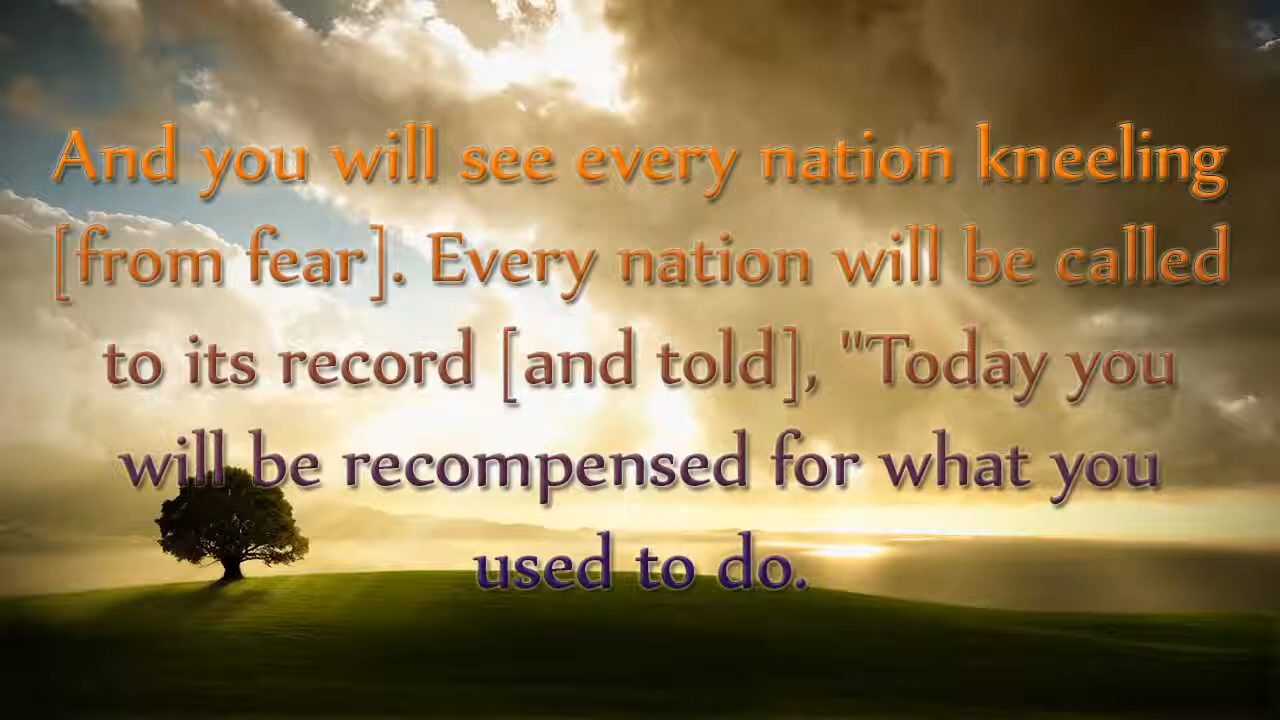 And you will see every nation kneeling
[from fear]. Every nation will be called
to its record [and told], "Today you
will be recompensed for what you
used to do.